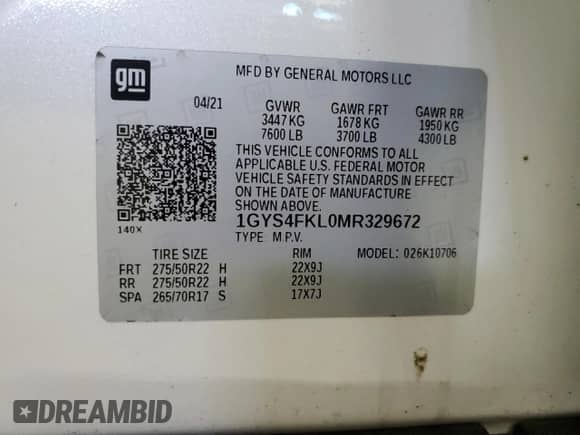 gm
MFD BY GENERAL MOTORS LLC
04/21 GVWR GAWR FRT GAWR RR
3447 KG 1678 KG 1950 KG
7600 LB 3700 LB 4300 LB
THIS VEHICLE CONFORMS TO ALL
APPLICABLE U.S. FEDERAL MOTOR
VEHICLE SAFETY STANDARDS IN EFFECT
ON THE DATE OF MANUFACTURE
SHOWN ABOVE.
140X 1GYS4FKL0MR329672
TYPE M.P.V.
TIRE SIZE RIM MODEL: 026K10706
FRT 275/50R22 H 22X9J
RR 275/50R22 H 22X9J
SPA 265/70R17 S 17X7J
DREAMBID